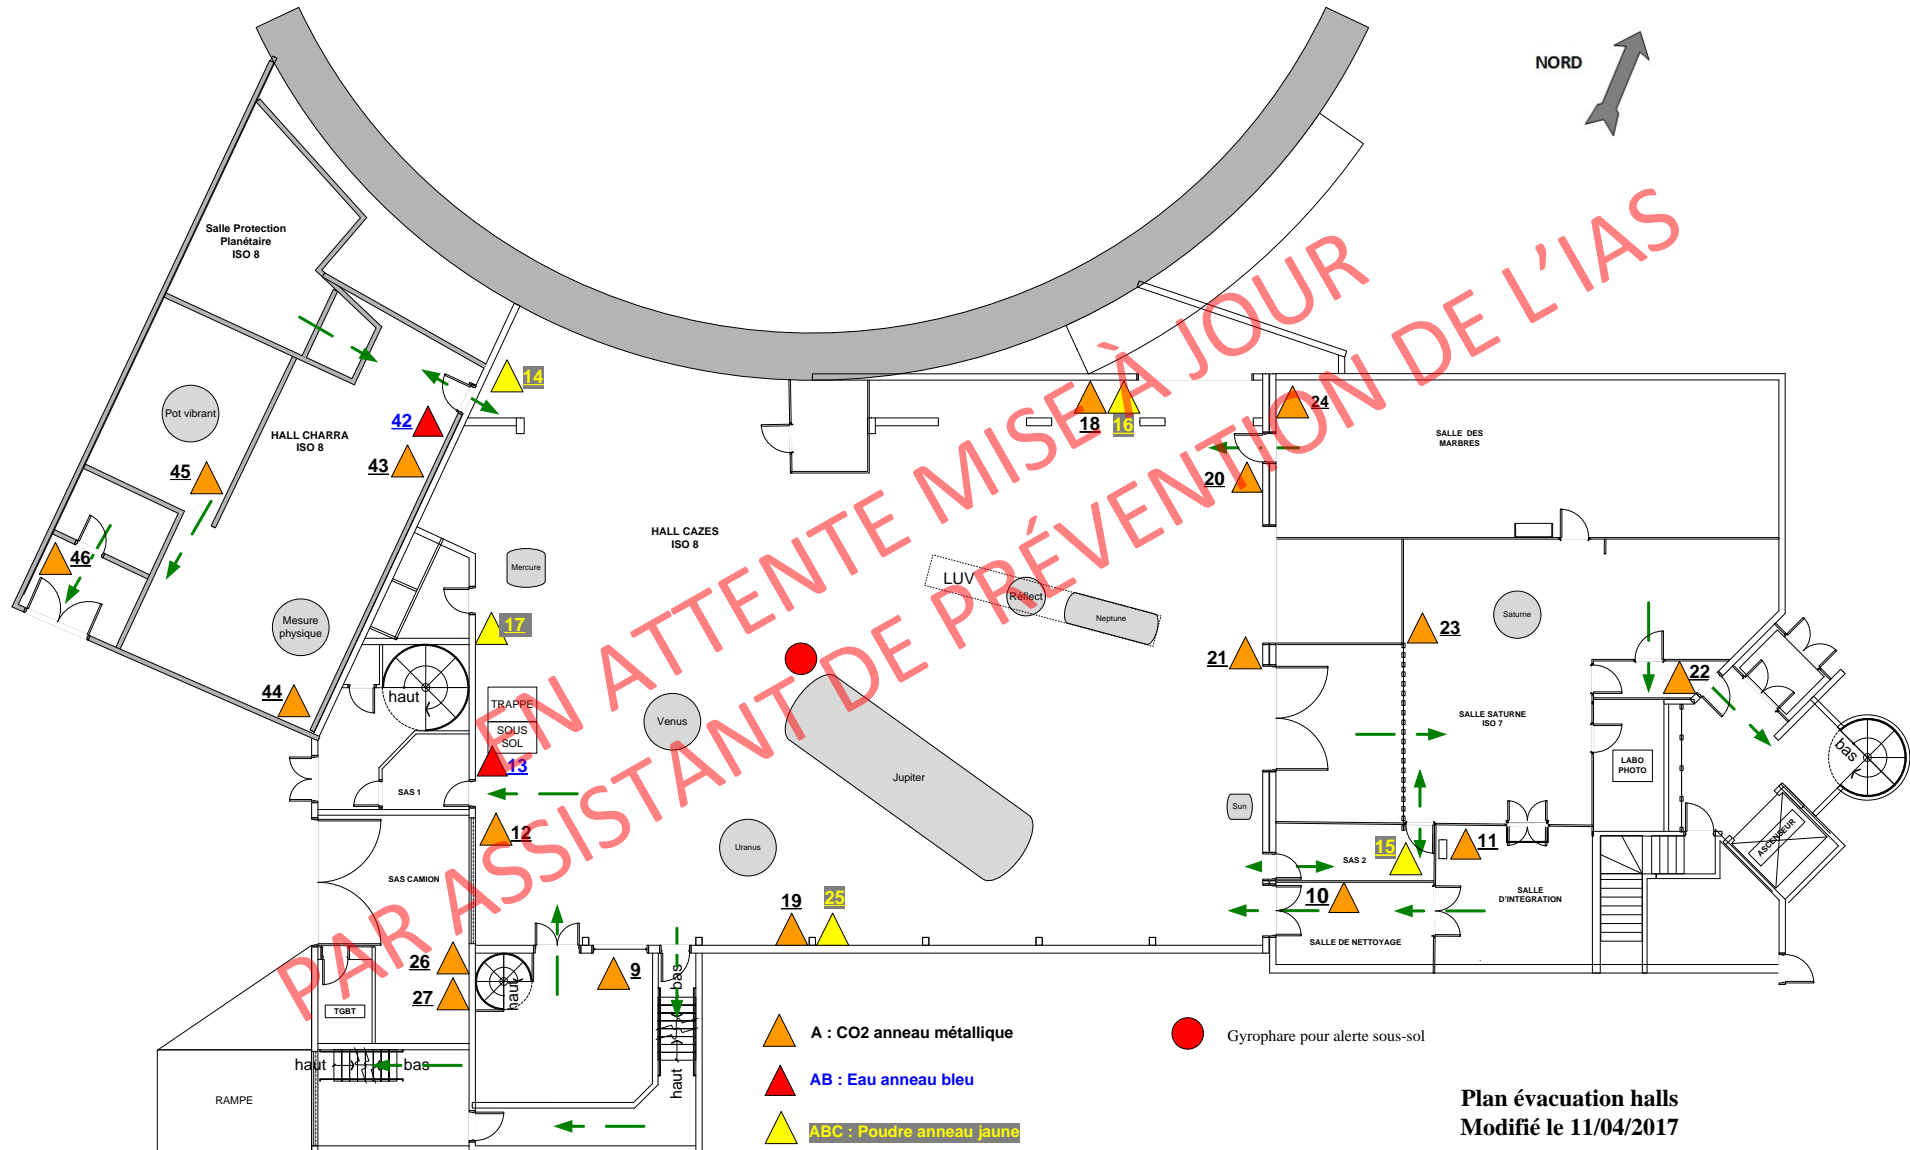 NORD
Salle Protection
Planétaire
ISO 8
14
Pot vibrant
42
HALL CHARRA
ISO 8
43
45
46
18
16
24
SALLE DES
MARBRES
20
HALL CAZES
ISO 8
Mercure
LUV
Réflect
Neptune
Saturne
17
Mesure
physique
23
21
22
44
haut
TRAPPE
SOUS
SOL
13
Venus
Jupiter
SALLE SATURNE
ISO 7
LABO
PHOTO
bas
SAS 1
12
Sun
Uranus
ASCENSEUR
15
SAS 2
11
SAS CAMION
10
SALLE
D'INTEGRATION
19
25
SALLE DE NETTOYAGE
26
27
9
haut
bas
TGBT
haut
bas
haut
RAMPE
EN ATTENTE MISE À JOUR
PAR ASSISTANT DE PRÉVENTION DE L'IAS
A : CO2 anneau métallique
AB : Eau anneau bleu
ABC : Poudre anneau jaune
Gyrophare pour alerte sous-sol
Plan évacuation halls
Modifié le 11/04/2017